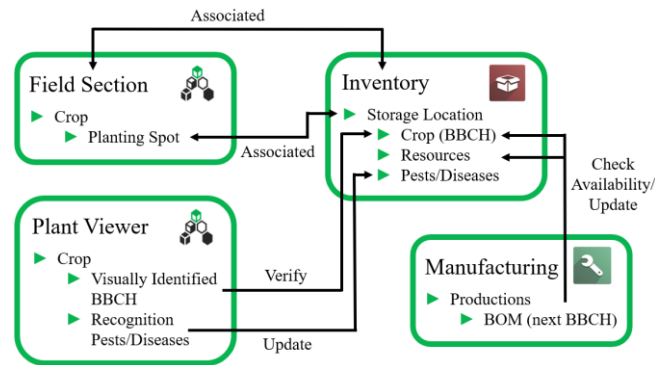 Associated
Field Section
Crop
Planting Spot
Associated
Inventory
Storage Location
Crop (BBCH)
Resources
Pests/Diseases
Check
Availability/
Update
Plant Viewer
Crop
Visually Identified
BBCH
Recognition
Pests/Diseases
Verify
Update
Manufacturing
Productions
BOM (next BBCH)